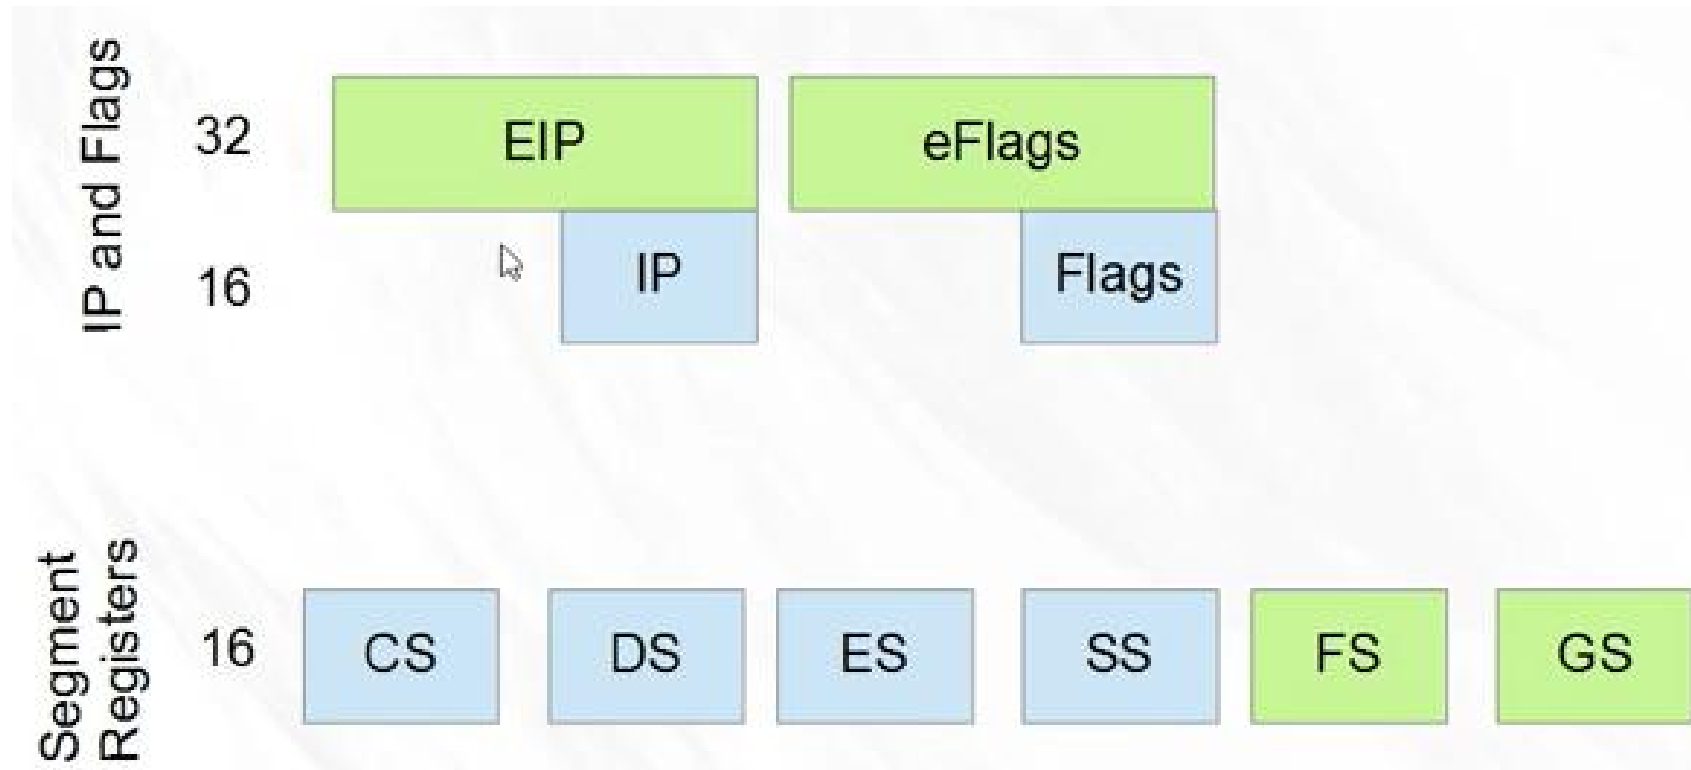 IP and Flags
32
EIP
eFlags
16
IP
Flags
Segment
Registers
16
CS
DS
ES
SS
FS
GS